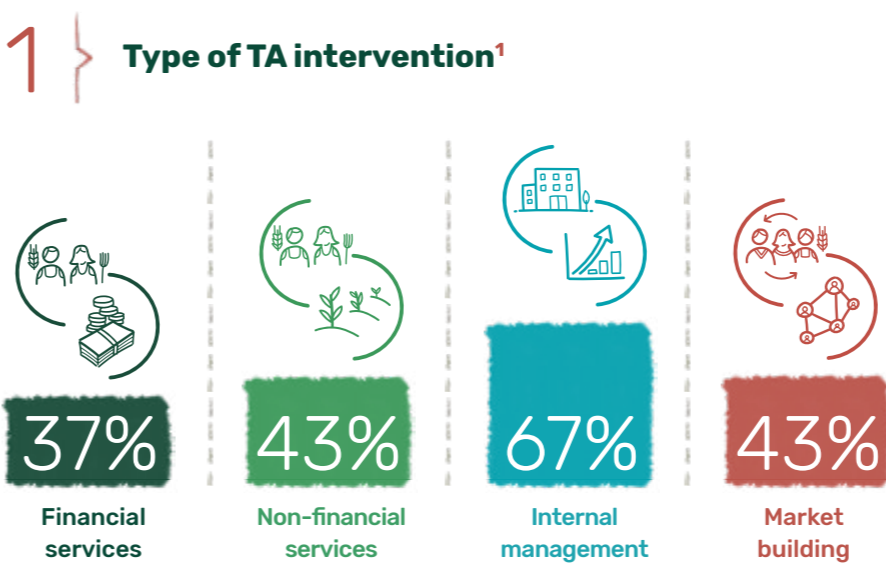 1
Type of TA intervention¹
37%
43%
67%
43%
Financial
services
Non-financial
services
Internal
management
Market
building